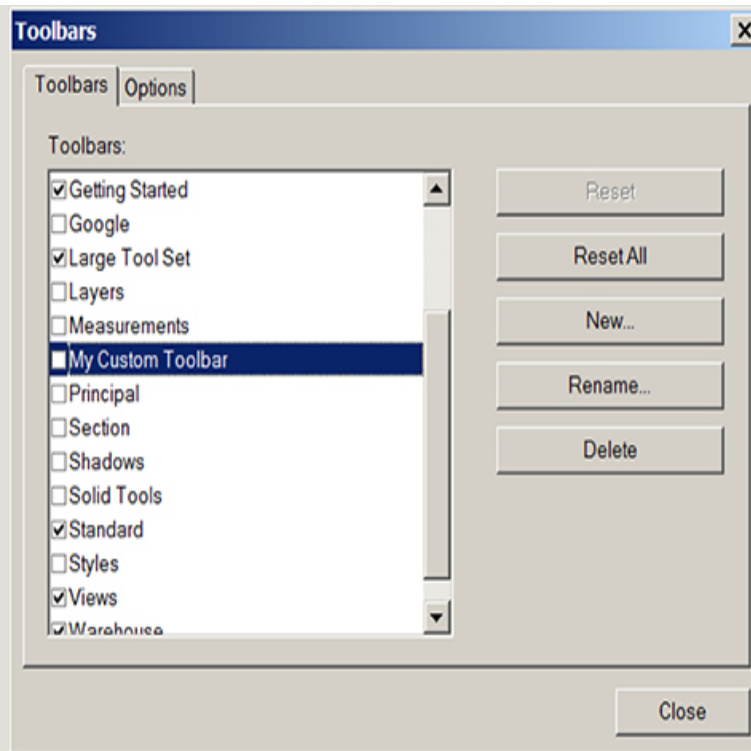 Toolbars
Toolbars
Options
Toolbars:
Getting Started
Google
Large Tool Set
Layers
Measurements
My Custom Toolbar
Principal
Section
Shadows
Solid Tools
Standard
Styles
Views
Warehouse
Reset
Reset All
New...
Rename...
Delete
Close